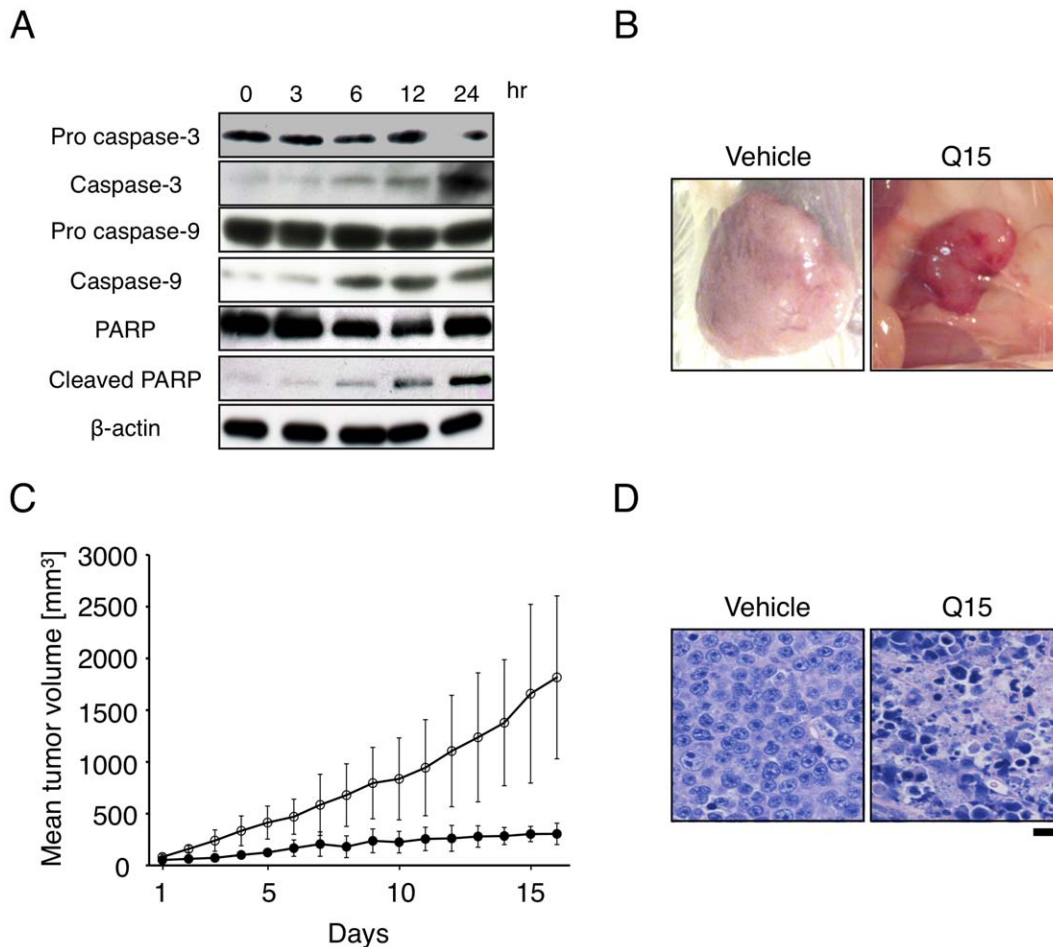 A
0 3 6 12 24 hr
Pro caspase-3
Caspase-3
Pro caspase-9
Caspase-9
PARP
Cleaved PARP
β-actin
B
Vehicle Q15
C
Mean tumor volume [mm³]
3000
2500
2000
1500
1000
500
0
1 5 10 15
Days
D
Vehicle Q15